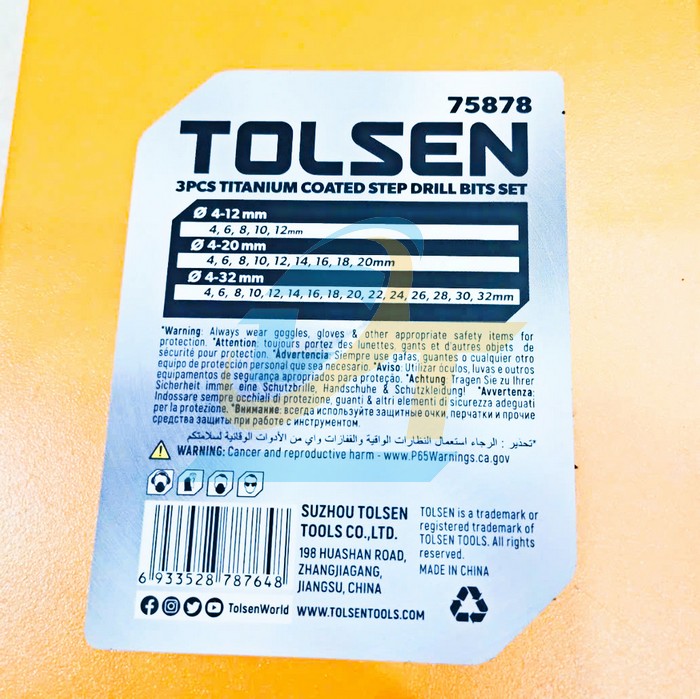 75878
TOLSEN
3PCS TITANIUM COATED STEP DRILL BITS SET
Ø 4-12 mm
4, 6, 8, 10, 12mm
Ø 4-20 mm
4, 6, 8, 10, 12, 14, 16, 18, 20mm
Ø 4-32 mm
4, 6, 8, 10, 12, 14, 16, 18, 20, 22, 24, 26, 28, 30, 32mm
*Warning: Always wear goggles, gloves & other appropriate safety items for
protection. *Attention: toujours portez des lunettes, gants et d'autres objets de
sécurité pour protection. *Advertencia: Siempre use gafas, guantes o cualquier otro
equipo de protección personal que sea necesario. *Aviso: Utilizar óculos, luvas e outros
equipamentos de segurança apropriados para proteção. *Achtung: Tragen Sie zu Ihrer
Sicherheit immer eine Schutzbrille, Handschuhe & Schutzkleidung! *Avvertenza:
Indossare sempre occhiali di protezione, guanti & altri elementi di sicurezza adeguati
per la protezione. *Внимание: всегда используйте защитные очки, перчатки и прочие
средства защиты при работе с инструментом.
*تحذير : الرجاء استعمال النظارات الواقية والقفازات واي من الأدوات الوقائية لسلامتكم
WARNING: Cancer and reproductive harm - www.P65Warnings.ca.gov
6 933528 787648
SUZHOU TOLSEN
TOOLS CO.,LTD.
198 HUASHAN ROAD,
ZHANGJIAGANG,
JIANGSU, CHINA
TOLSEN is a trademark or
registered trademark of
TOLSEN TOOLS. All rights
reserved.
MADE IN CHINA
TolsenWorld WWW.TOLSENTOOLS.COM